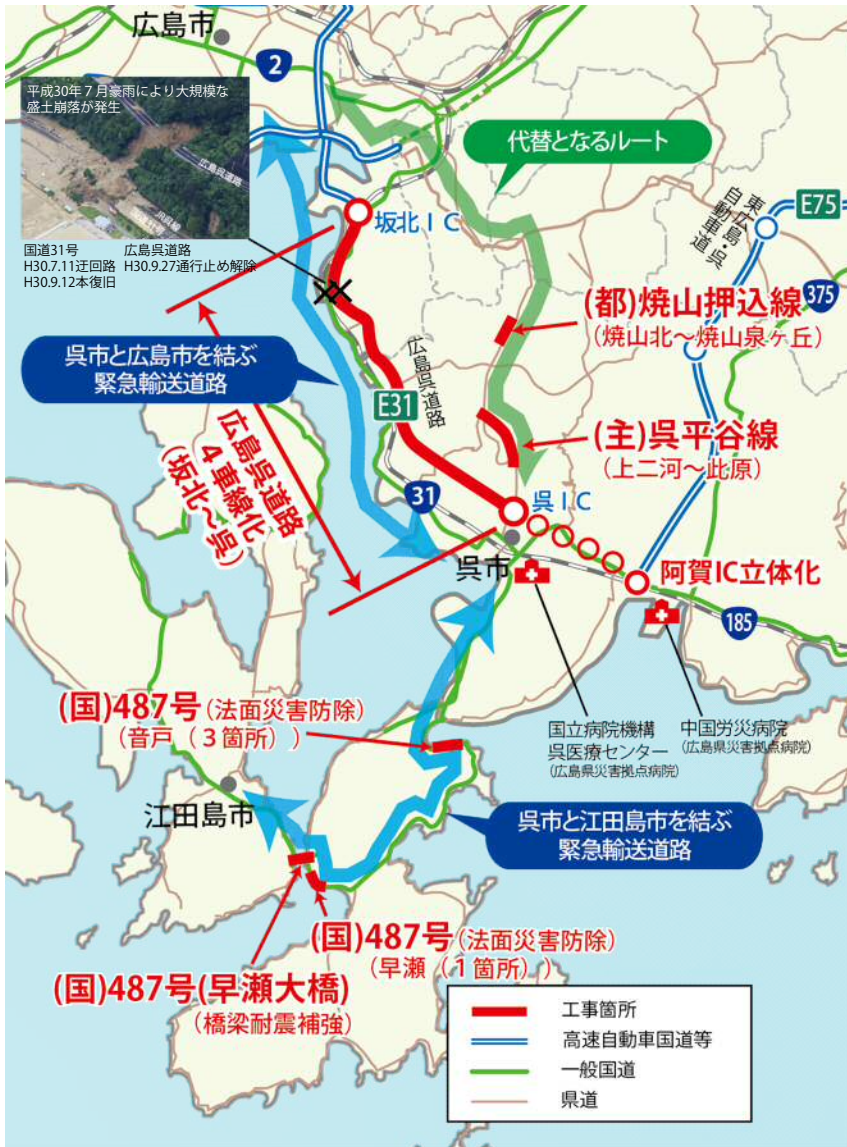 広島市
2
平成30年7月豪雨により大規模な
盛土崩落が発生
広島呉道路
JR呉線
国道31号
国道31号
H30.7.11迂回路
H30.9.12本復旧
広島呉道路
H30.9.27通行止め解除
代替となるルート
坂北IC
東広島・呉
自動車道
E75
375
(都)焼山押込線
(焼山北～焼山泉ヶ丘)
呉市と広島市を結ぶ
緊急輸送道路
広島呉道路
E31
広島呉道路
4車線化
(坂北～呉)
(主)呉平谷線
(上二河～此原)
31
呉IC
呉市
阿賀IC立体化
185
(国)487号(法面災害防除)
(音戸(3箇所))
国立病院機構
呉医療センター
(広島県災害拠点病院)
中国労災病院
(広島県災害拠点病院)
江田島市
呉市と江田島市を結ぶ
緊急輸送道路
(国)487号(法面災害防除)
(早瀬(1箇所))
(国)487号(早瀬大橋)
(橋梁耐震補強)
工事箇所
高速自動車国道等
一般国道
県道